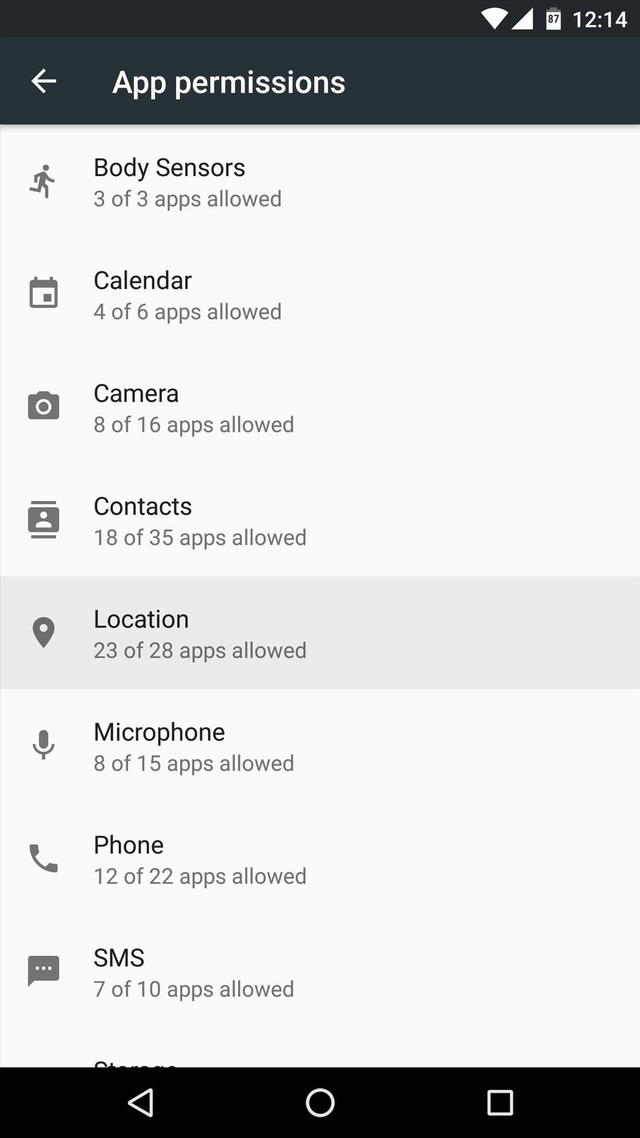 87 12:14
App permissions
Body Sensors
3 of 3 apps allowed
Calendar
4 of 6 apps allowed
Camera
8 of 16 apps allowed
Contacts
18 of 35 apps allowed
Location
23 of 28 apps allowed
Microphone
8 of 15 apps allowed
Phone
12 of 22 apps allowed
SMS
7 of 10 apps allowed
Storage